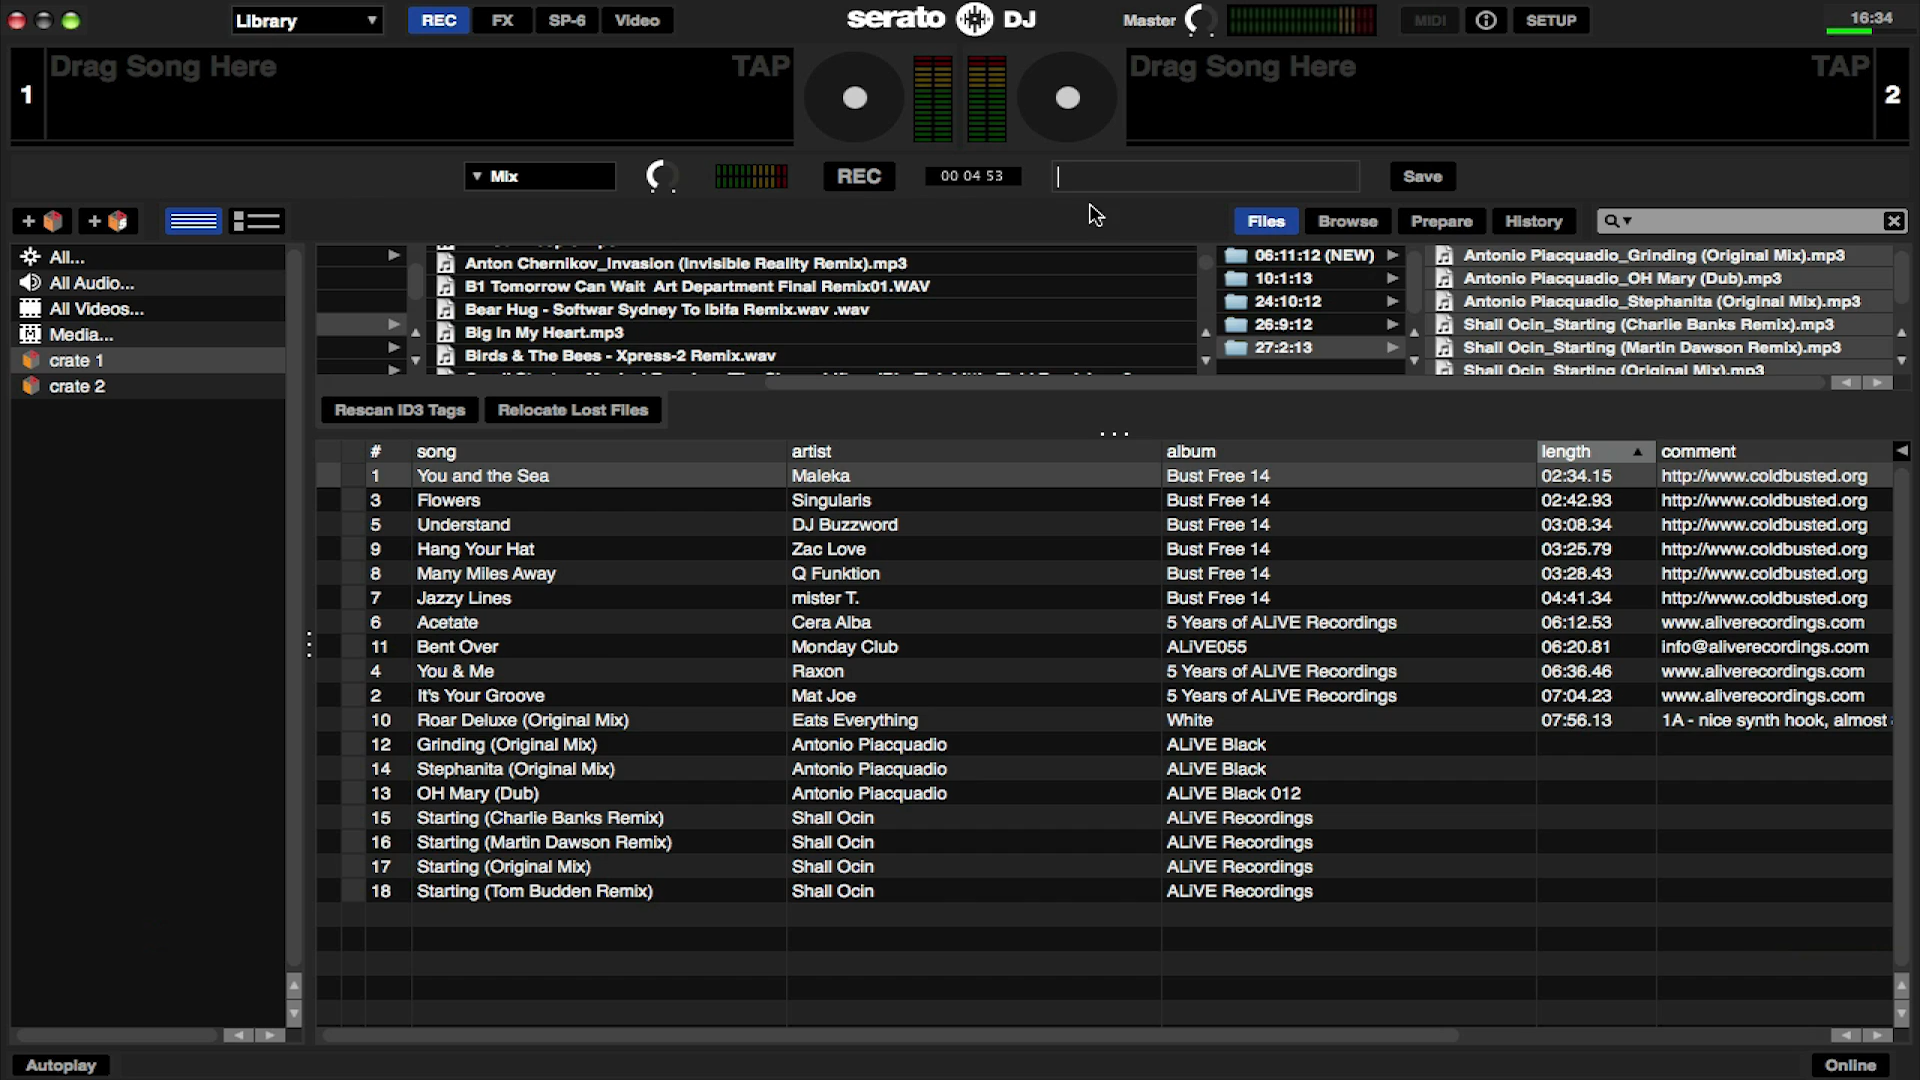 Library REC FX SP-6 Video serato DJ Master MIDI SETUP 16:34
1 Drag Song Here TAP Drag Song Here TAP 2
Mix REC 00 04 53 Save
Files Browse Prepare History
All...
All Audio...
All Videos...
Media...
crate 1
crate 2
Anton Chernikov_Invasion (Invisible Reality Remix).mp3
B1 Tomorrow Can Wait Art Department Final Remix01.WAV
Bear Hug - Softwar Sydney To Ibifa Remix.wav .wav
Big In My Heart.mp3
Birds & The Bees - Xpress-2 Remix.wav
06:11:12 (NEW)
10:1:13
24:10:12
26:9:12
27:2:13
Antonio Piacquadio_Grinding (Original Mix).mp3
Antonio Piacquadio_OH Mary (Dub).mp3
Antonio Piacquadio_Stephanita (Original Mix).mp3
Shall Ocin_Starting (Charlie Banks Remix).mp3
Shall Ocin_Starting (Martin Dawson Remix).mp3
Shall Ocin_Starting (Original Mix).mp3
Rescan ID3 Tags Relocate Lost Files
# song artist album length comment
1 You and the Sea Maleka Bust Free 14 02:34.15 http://www.coldbusted.org
3 Flowers Singularis Bust Free 14 02:42.93 http://www.coldbusted.org
5 Understand DJ Buzzword Bust Free 14 03:08.34 http://www.coldbusted.org
9 Hang Your Hat Zac Love Bust Free 14 03:25.79 http://www.coldbusted.org
8 Many Miles Away Q Funktion Bust Free 14 03:28.43 http://www.coldbusted.org
7 Jazzy Lines mister T. Bust Free 14 04:41.34 http://www.coldbusted.org
6 Acetate Cera Alba 5 Years of ALiVE Recordings 06:12.53 www.aliverecordings.com
11 Bent Over Monday Club ALiVE055 06:20.81 info@aliverecordings.com
4 You & Me Raxon 5 Years of ALiVE Recordings 06:36.46 www.aliverecordings.com
2 It's Your Groove Mat Joe 5 Years of ALiVE Recordings 07:04.23 www.aliverecordings.com
10 Roar Deluxe (Original Mix) Eats Everything White 07:56.13 1A - nice synth hook, almost
12 Grinding (Original Mix) Antonio Piacquadio ALiVE Black
14 Stephanita (Original Mix) Antonio Piacquadio ALiVE Black
13 OH Mary (Dub) Antonio Piacquadio ALiVE Black 012
15 Starting (Charlie Banks Remix) Shall Ocin ALiVE Recordings
16 Starting (Martin Dawson Remix) Shall Ocin ALiVE Recordings
17 Starting (Original Mix) Shall Ocin ALiVE Recordings
18 Starting (Tom Budden Remix) Shall Ocin ALiVE Recordings
Autoplay Online